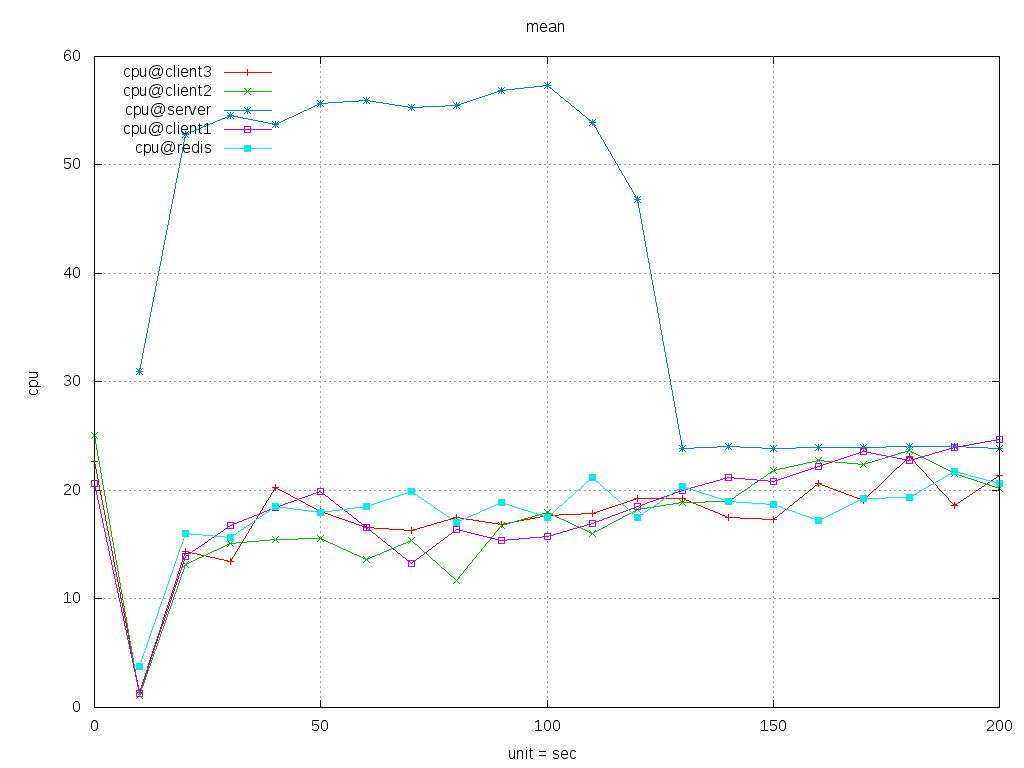 mean
60
50
40
30
20
10
0
cpu
cpu@client3
cpu@client2
cpu@server
cpu@client1
cpu@redis
0 50 100 150 200
unit = sec